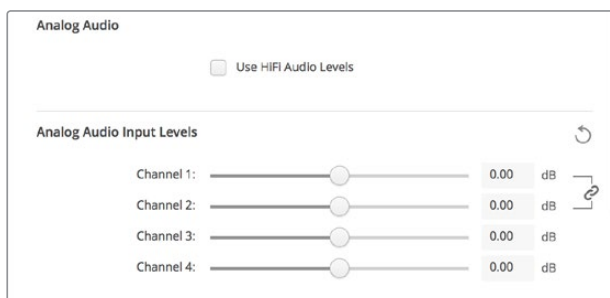 Analog Audio
Use HiFi Audio Levels
Analog Audio Input Levels
Channel 1: 0.00 dB
Channel 2: 0.00 dB
Channel 3: 0.00 dB
Channel 4: 0.00 dB